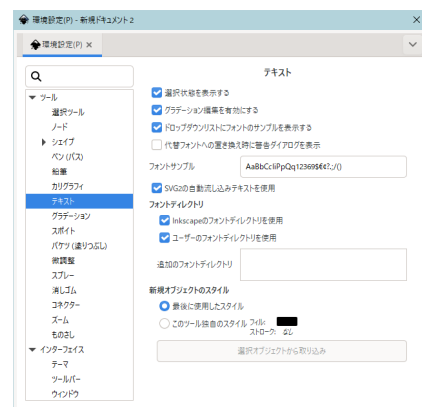 環境設定(P) - 新規ドキュメント 2
環境設定(P)
テキスト
ツール
選択ツール
ノード
シェイプ
ペン (パス)
鉛筆
カリグラフィ
テキスト
グラデーション
スポイト
バケツ (塗りつぶし)
微調整
スプレー
消しゴム
コネクター
ズーム
ものさし
インターフェイス
テーマ
ツールバー
ウィンドウ
選択状態を表示する
グラデーション編集を有効にする
ドロップダウンリストにフォントのサンプルを表示する
代替フォントへの置き換え時に警告ダイアログを表示
フォントサンプル AaBbCcIiPpQq12369$€¢?.;/()
SVG2の自動流し込みテキストを使用
フォントディレクトリ
Inkscapeのフォントディレクトリを使用
ユーザーのフォントディレクトリを使用
追加のフォントディレクトリ
新規オブジェクトのスタイル
最後に使用したスタイル
このツール独自のスタイル フィル:
ストローク: なし
選択オブジェクトから取り込み